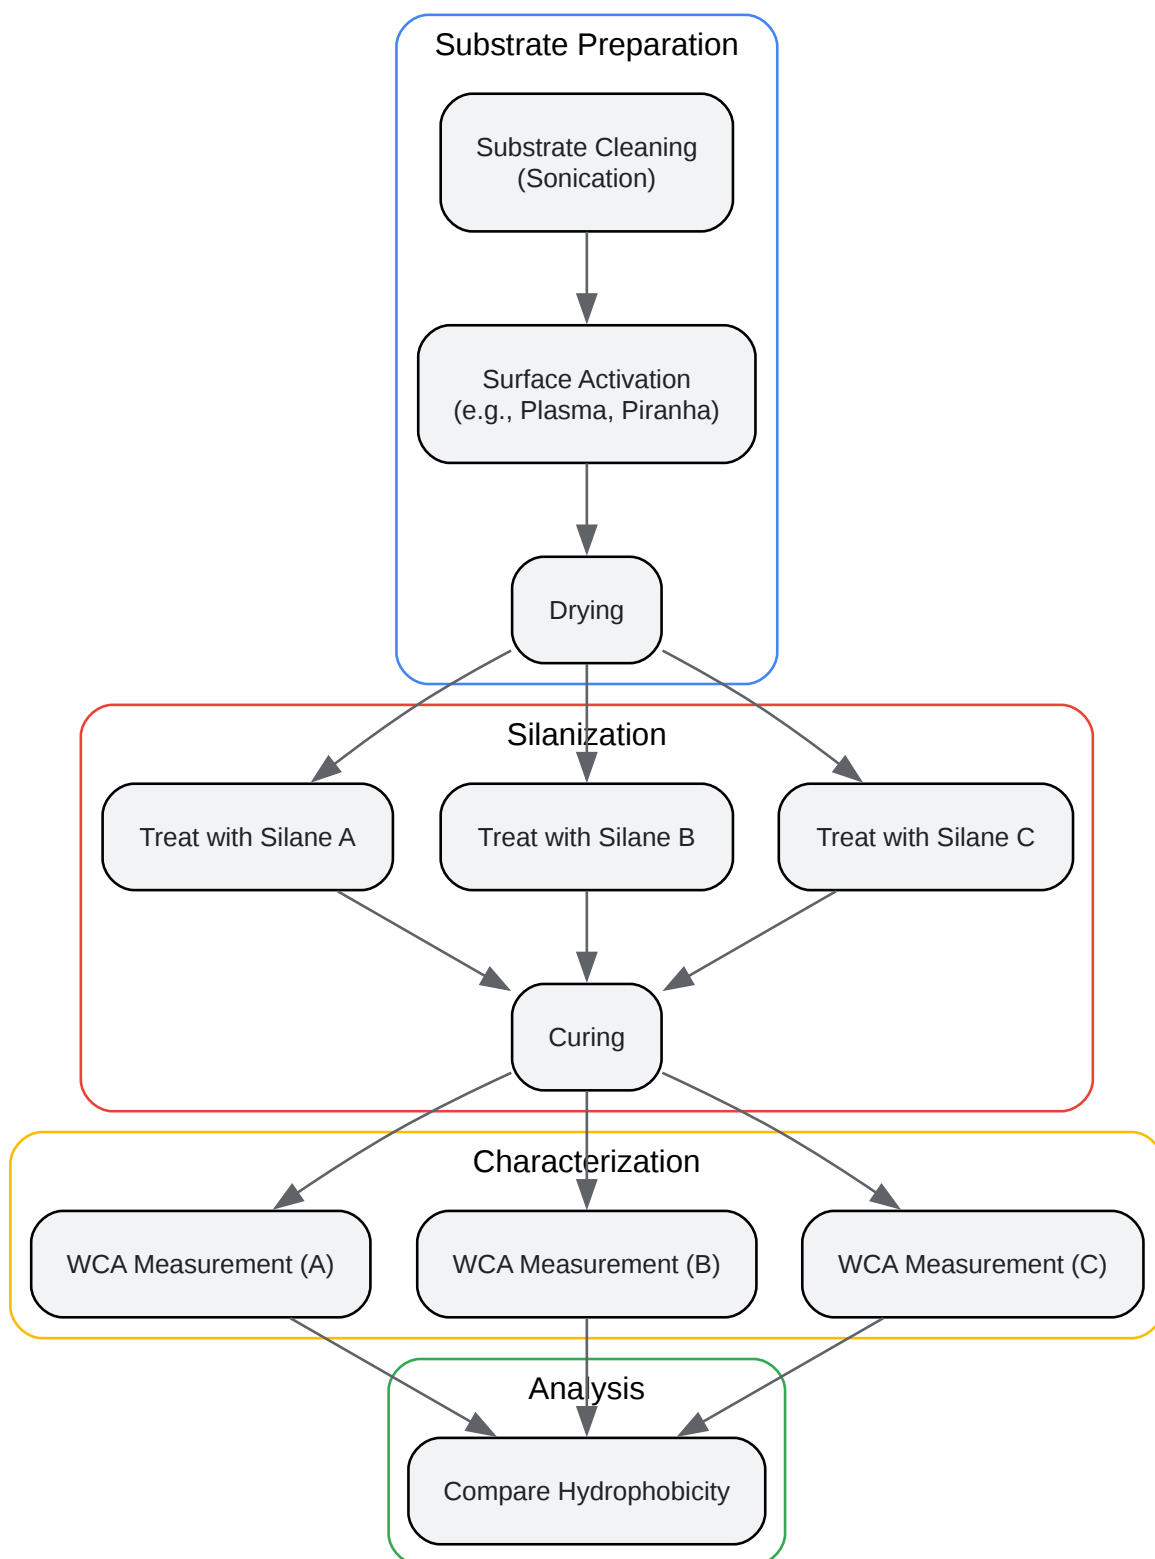 Substrate Preparation
Substrate Cleaning
(Sonication)
Surface Activation
(e.g., Plasma, Piranha)
Drying
Silanization
Treat with Silane A
Treat with Silane B
Treat with Silane C
Curing
Characterization
WCA Measurement (A)
WCA Measurement (B)
WCA Measurement (C)
Analysis
Compare Hydrophobicity